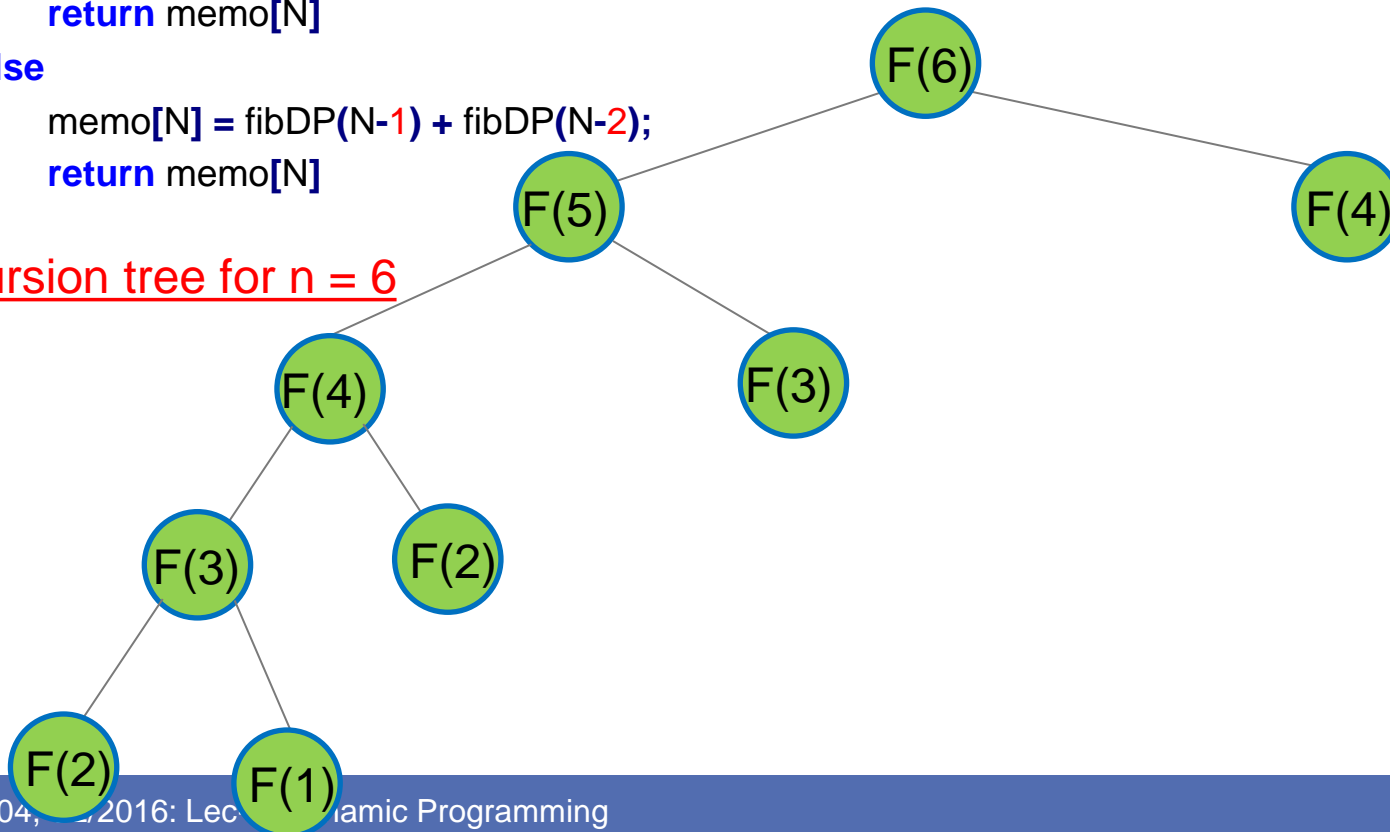 return memo[N]
lse
memo[N] = fibDP(N-1) + fibDP(N-2);
return memo[N]
ursion tree for n = 6
F(6)
F(5)
F(4)
F(4)
F(3)
F(3)
F(2)
F(2)
F(1)
04, /2016: Lec amic Programming